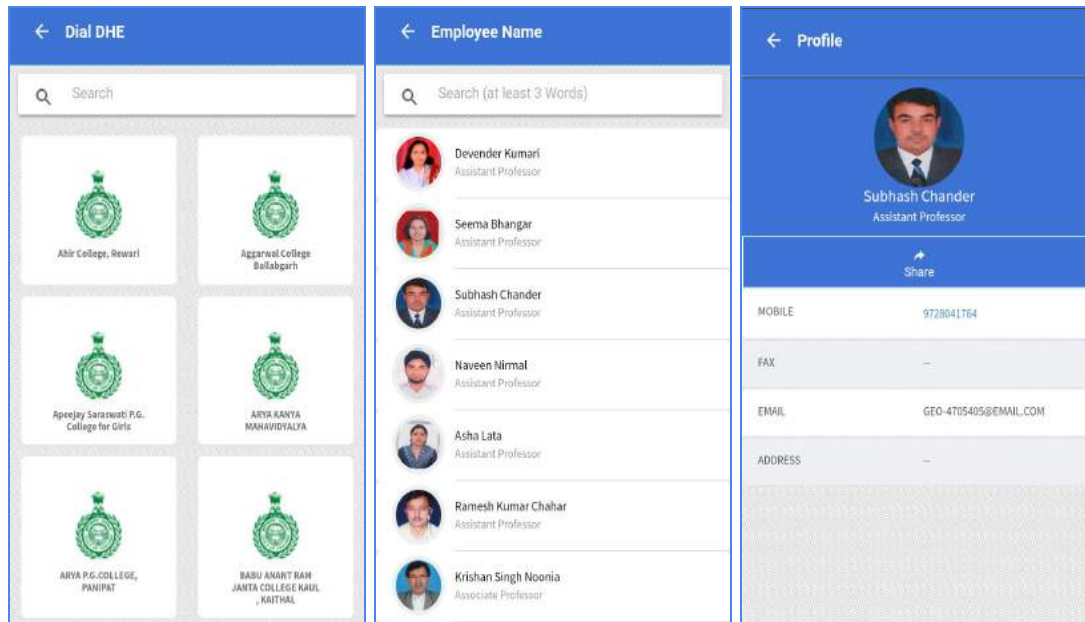 Dial DHE
Search
Ahir College, Rewari
Aggarwal College
Ballabgarh
Apeejay Saraswati P.G.
College for Girls
ARYA KANYA
MAHAVIDYALYA
ARYA P.G.COLLEGE,
PANIPAT
BABU ANANT RAM
JANTA COLLEGE KAUL
, KAITHAL
Employee Name
Search (at least 3 Words)
Devender Kumari
Assistant Professor
Seema Bhangar
Assistant Professor
Subhash Chander
Assistant Professor
Naveen Nirmal
Assistant Professor
Asha Lata
Assistant Professor
Ramesh Kumar Chahar
Assistant Professor
Krishan Singh Noonia
Associate Professor
Profile
Subhash Chander
Assistant Professor
Share
MOBILE 9728041764
FAX --
EMAIL GEO-4705405@EMAIL.COM
ADDRESS --